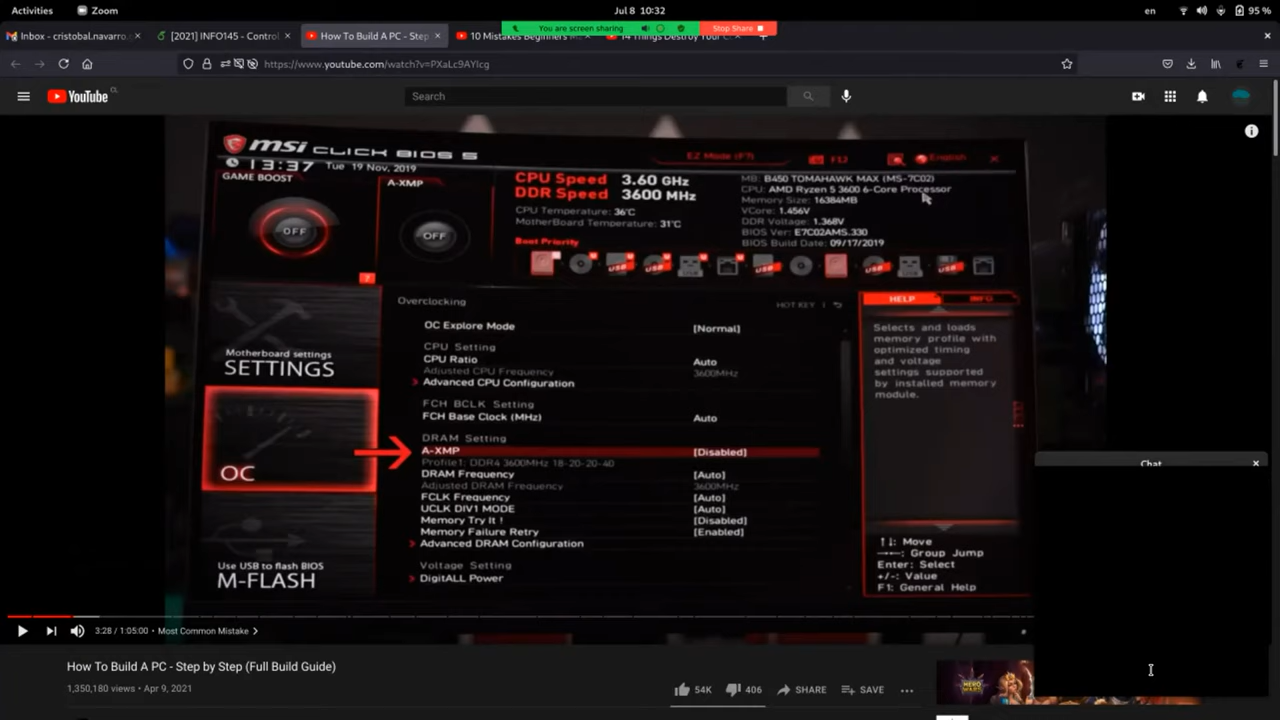 Activities
Zoom
Jul 8 10:32
en
95 %
Inbox - cristobal.navarro.
[2021] INFO145 - Control
How To Build A PC - Step
10 Mistakes Beginners
14 Things Destroy Your
You are screen sharing
Stop Share
https://www.youtube.com/watch?v=PXaLc9AYIcg
YouTube CL
Search
msi CLICK BIOS 5
13:37 Tue 19 Nov, 2019
EZ Mode (F7)
F12
English
GAME BOOST
OFF
A-XMP
OFF
CPU Speed 3.60 GHz
DDR Speed 3600 MHz
CPU Temperature: 36°C
MotherBoard Temperature: 31°C
MB: B450 TOMAHAWK MAX (MS-7C02)
CPU: AMD Ryzen 5 3600 6-Core Processor
Memory Size: 16384MB
VCore: 1.456V
DDR Voltage: 1.368V
BIOS Ver: E7C02AMS.330
BIOS Build Date: 09/17/2019
Boot Priority
USB
USB
USB
USB
USB
Motherboard settings
SETTINGS
OC
Use USB to flash BIOS
M-FLASH
Overclocking
HOT KEY
OC Explore Mode [Normal]
CPU Setting
CPU Ratio Auto
Adjusted CPU Frequency 3600MHz
> Advanced CPU Configuration
FCH BCLK Setting
FCH Base Clock (MHz) Auto
DRAM Setting
A-XMP [Disabled]
Profile1: DDR4 3600MHz 18-20-20-40
DRAM Frequency [Auto]
Adjusted DRAM Frequency 3600MHz
FCLK Frequency [Auto]
UCLK DIV1 MODE [Auto]
Memory Try It ! [Disabled]
Memory Failure Retry [Enabled]
> Advanced DRAM Configuration
Voltage Setting
> DigitALL Power
HELP
INFO
Selects and loads
memory profile with
optimized timing
and voltage
settings supported
by installed memory
module.
↑↓: Move
→←: Group Jump
Enter: Select
+/-: Value
F1: General Help
Chat
3:28 / 1:05:00 • Most Common Mistake >
How To Build A PC - Step by Step (Full Build Guide)
1,350,180 views • Apr 9, 2021
54K
406
SHARE
SAVE
HERO WARS